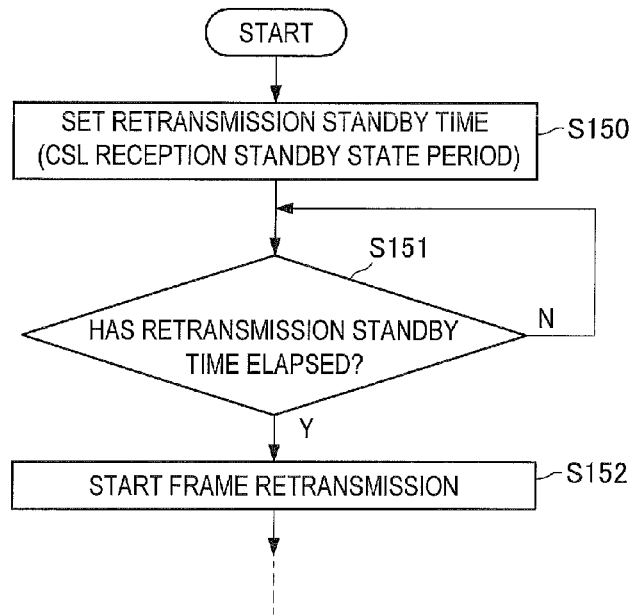 START
SET RETRANSMISSION STANDBY TIME
(CSL RECEPTION STANDBY STATE PERIOD)
S150
S151
HAS RETRANSMISSION STANDBY
TIME ELAPSED?
N
Y
START FRAME RETRANSMISSION
S152